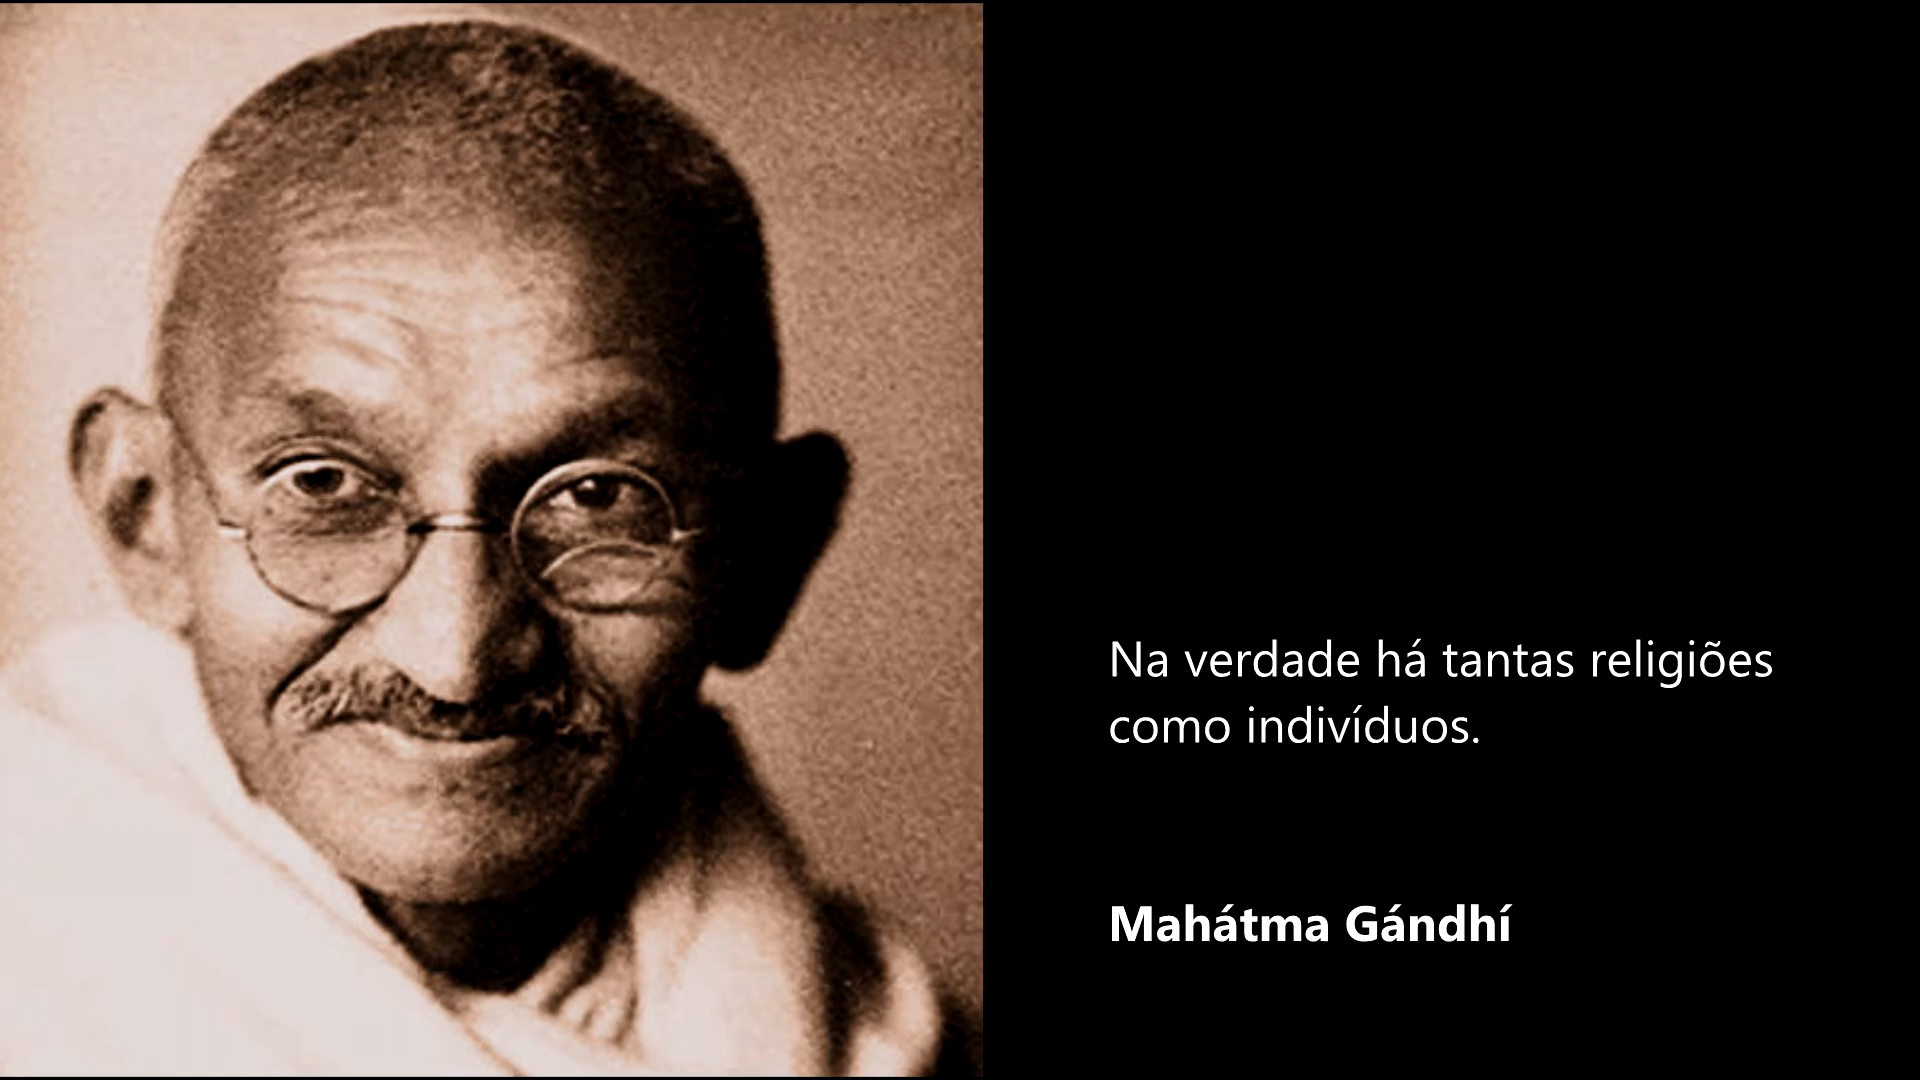 Na verdade há tantas religiões
como indivíduos.
Mahátma Gándhí